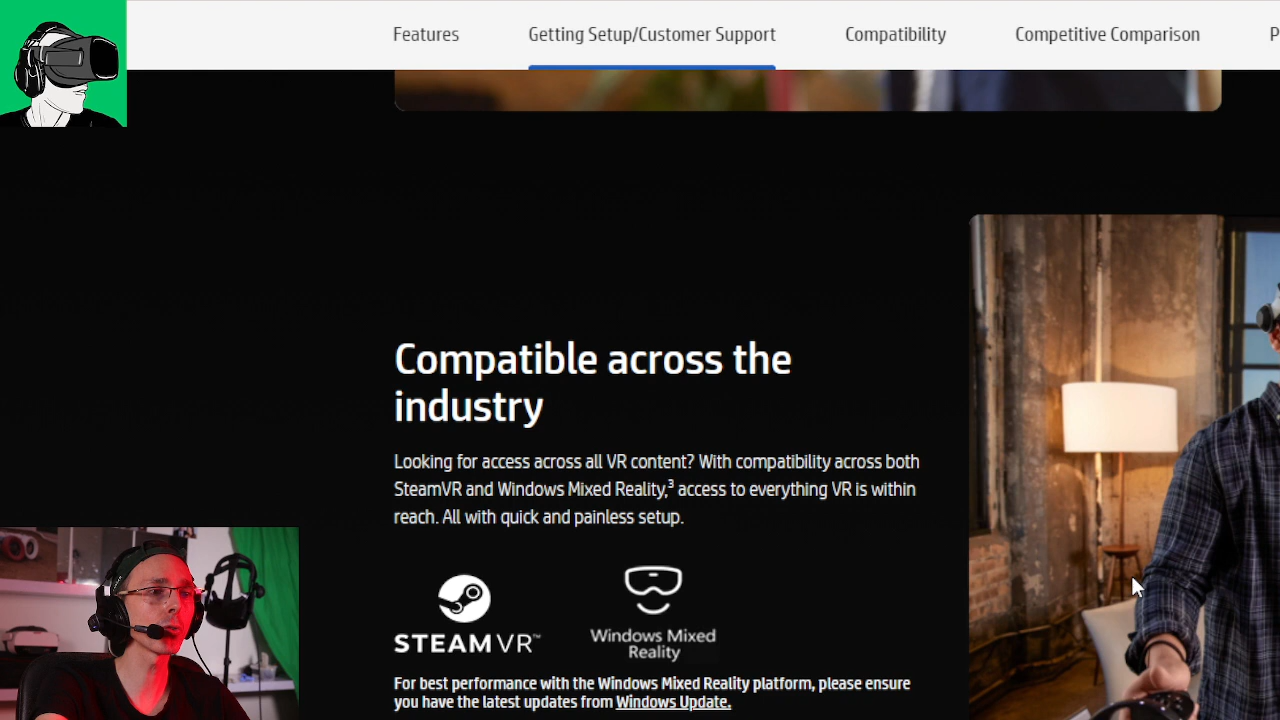 Features
Getting Setup/Customer Support
Compatibility
Competitive Comparison
P
Compatible across the
industry
Looking for access across all VR content? With compatibility across both
SteamVR and Windows Mixed Reality,³ access to everything VR is within
reach. All with quick and painless setup.
STEAMVR™
Windows Mixed
Reality
For best performance with the Windows Mixed Reality platform, please ensure
you have the latest updates from Windows Update.